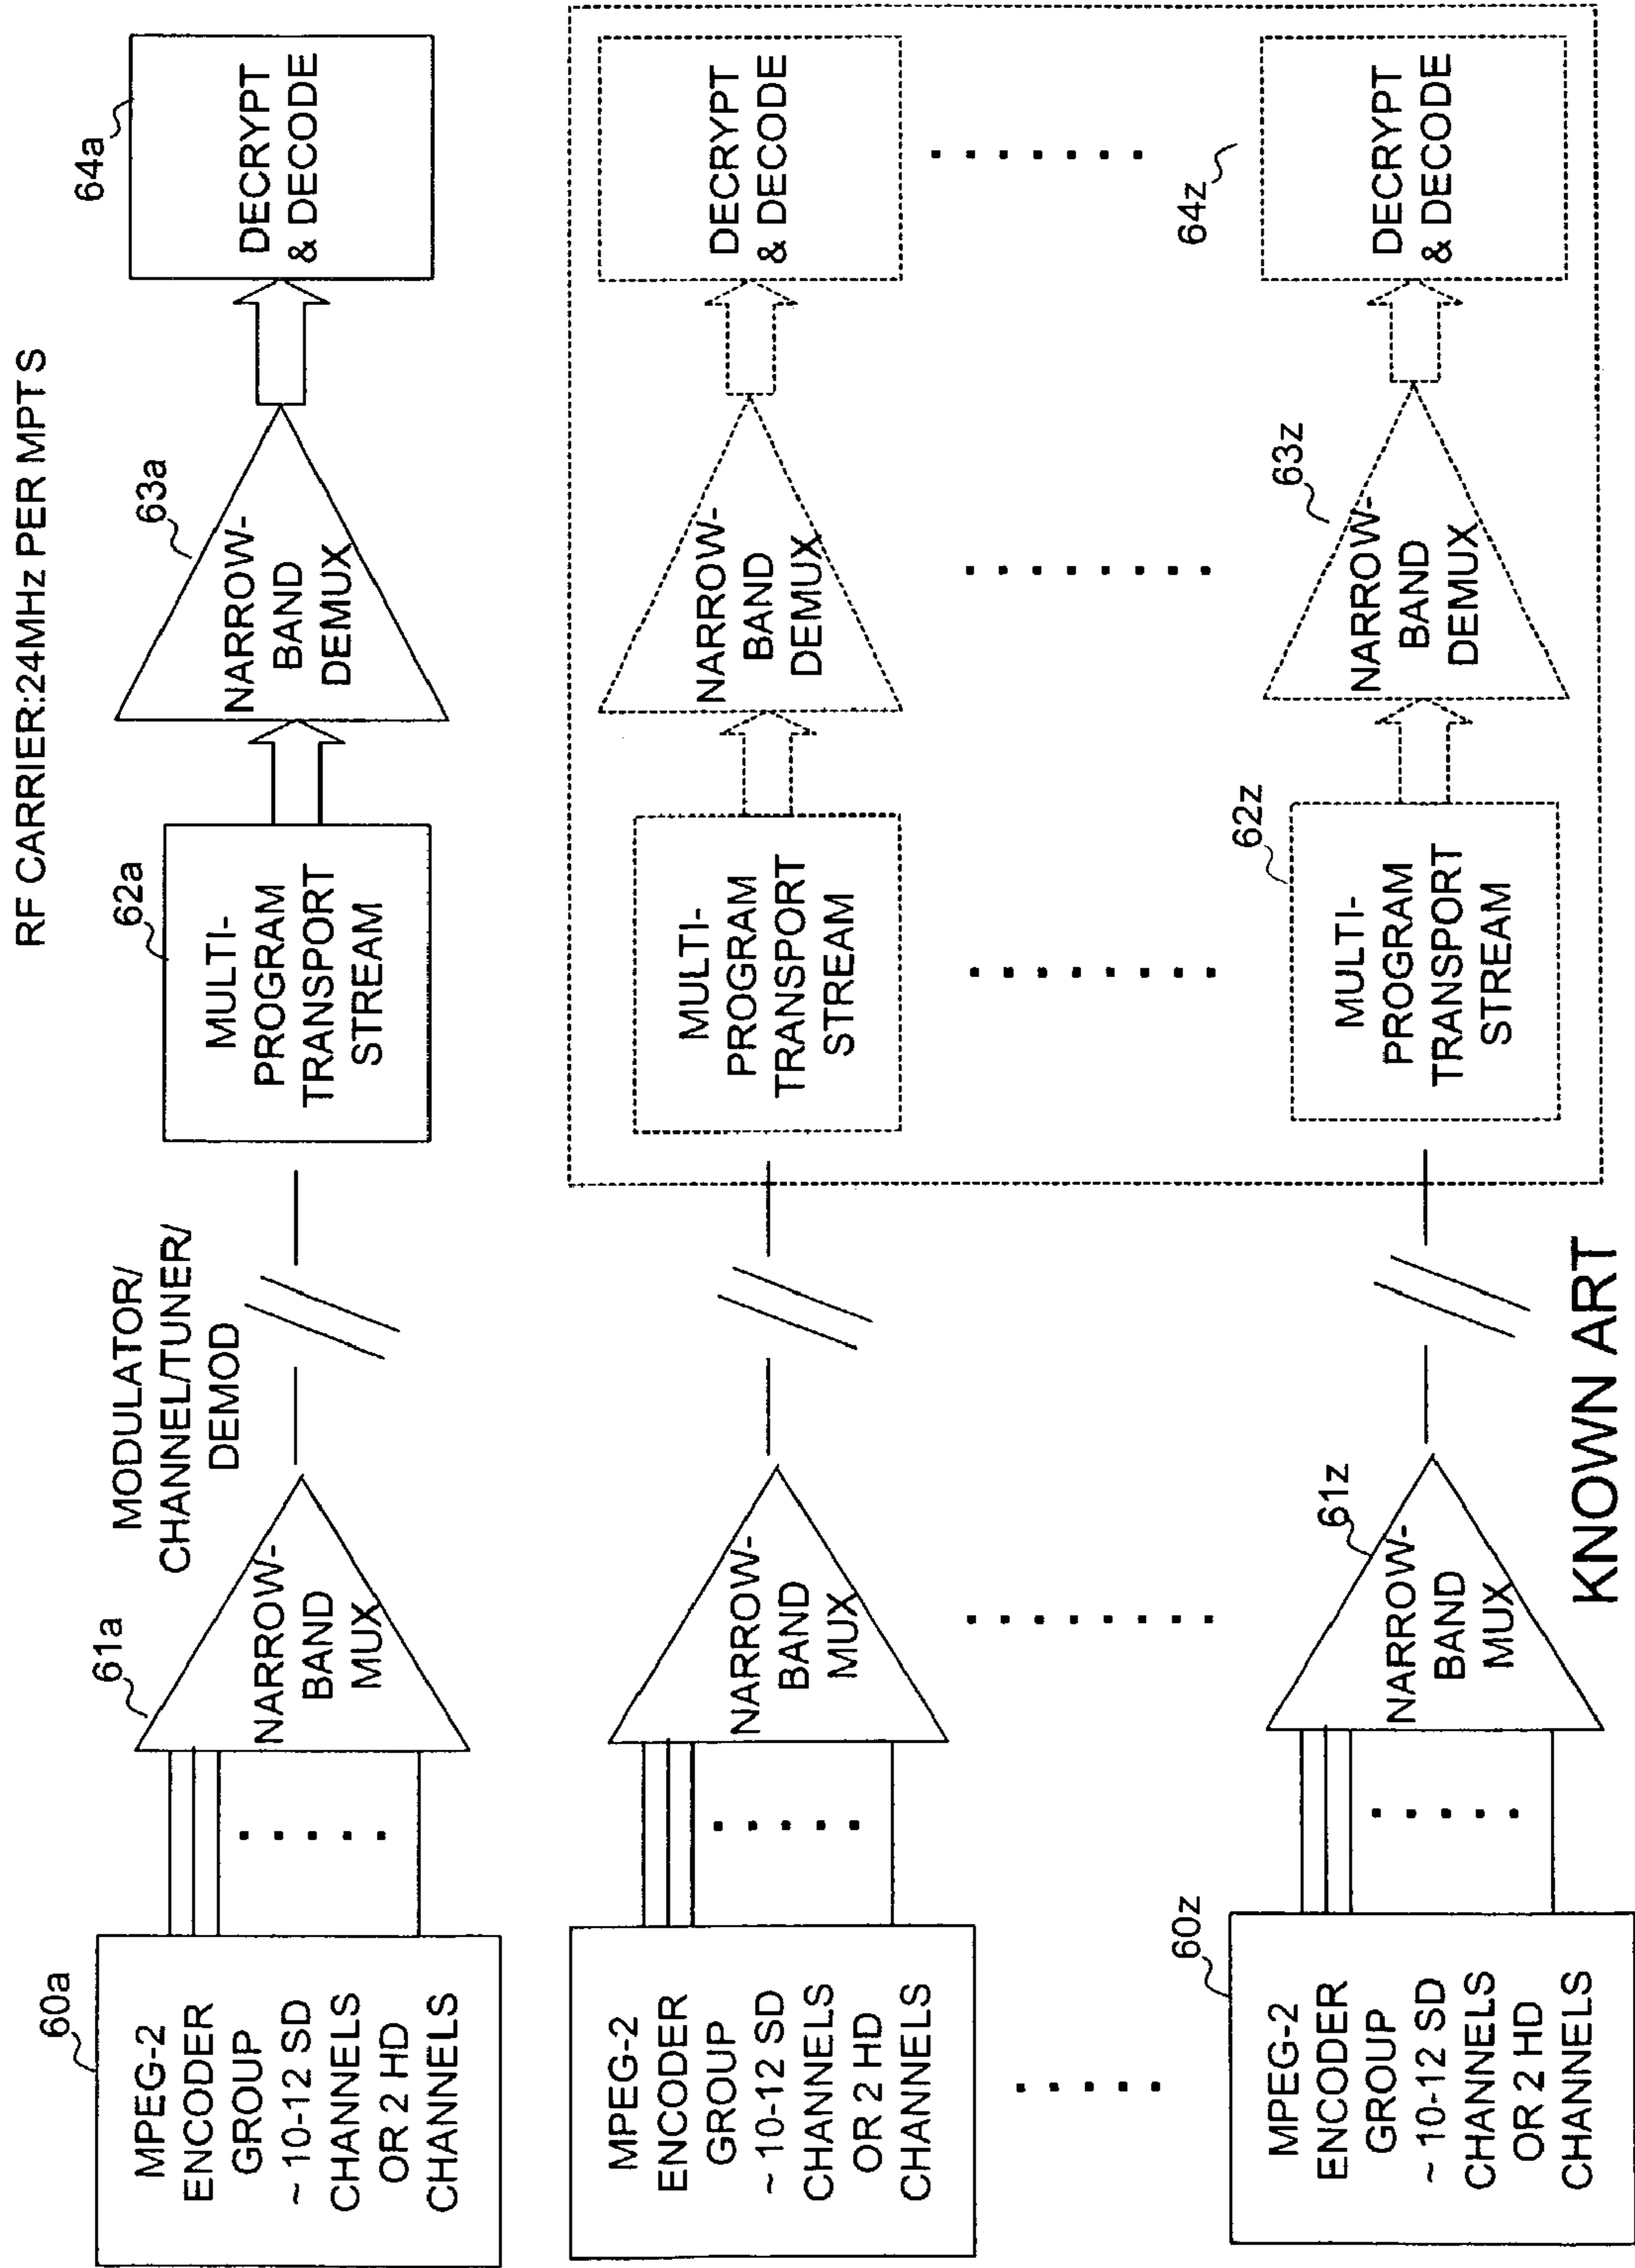 RF CARRIER:24MHz PER MPTS
60a
MPEG-2
ENCODER
GROUP
~ 10-12 SD
CHANNELS
OR 2 HD
CHANNELS
61a
NARROW-
BAND
MUX
MODULATOR/
CHANNEL/TUNER/
DEMOD
62a
MULTI-
PROGRAM
TRANSPORT
STREAM
63a
NARROW-
BAND
DEMUX
64a
DECRYPT
& DECODE
MPEG-2
ENCODER
GROUP
~ 10-12 SD
CHANNELS
OR 2 HD
CHANNELS
NARROW-
BAND
MUX
MULTI-
PROGRAM
TRANSPORT
STREAM
NARROW-
BAND
DEMUX
DECRYPT
& DECODE
60z
MPEG-2
ENCODER
GROUP
~ 10-12 SD
CHANNELS
OR 2 HD
CHANNELS
61z
NARROW-
BAND
MUX
62z
MULTI-
PROGRAM
TRANSPORT
STREAM
63z
NARROW-
BAND
DEMUX
64z
DECRYPT
& DECODE
KNOWN ART